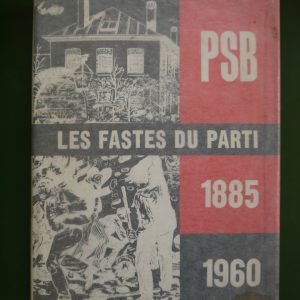 PSB
LES FASTES DU PARTI
1885
1960